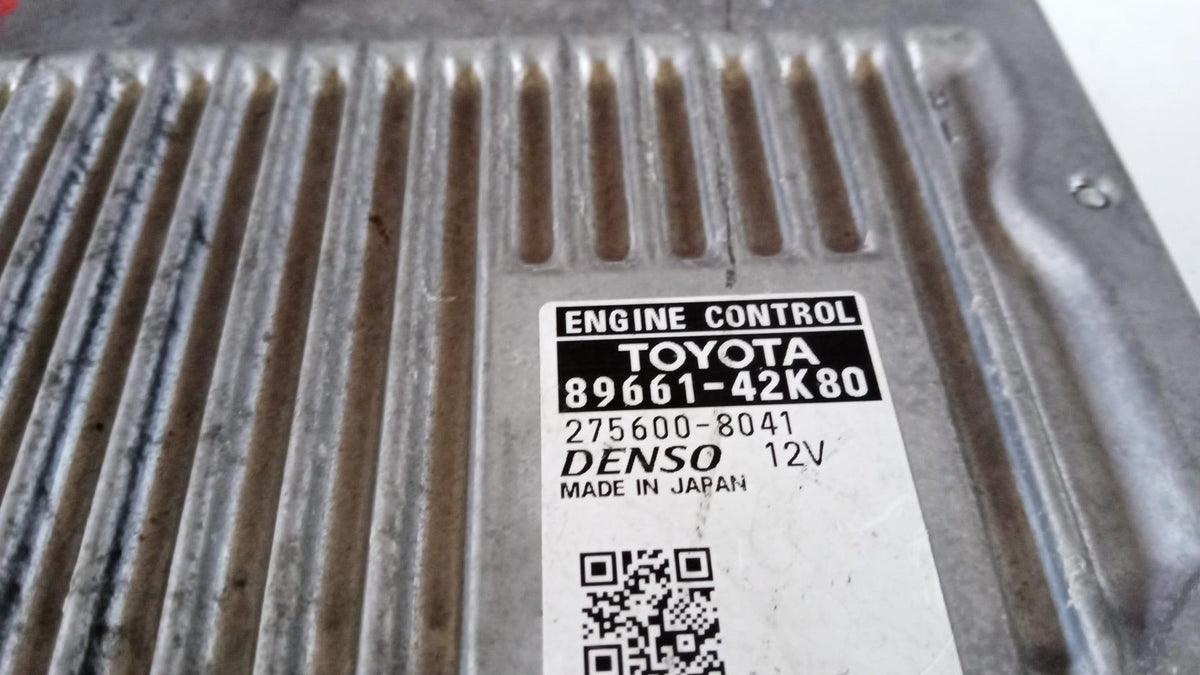 ENGINE CONTROL
TOYOTA
89661-42K80
275600-8041
DENSO 12V
MADE IN JAPAN